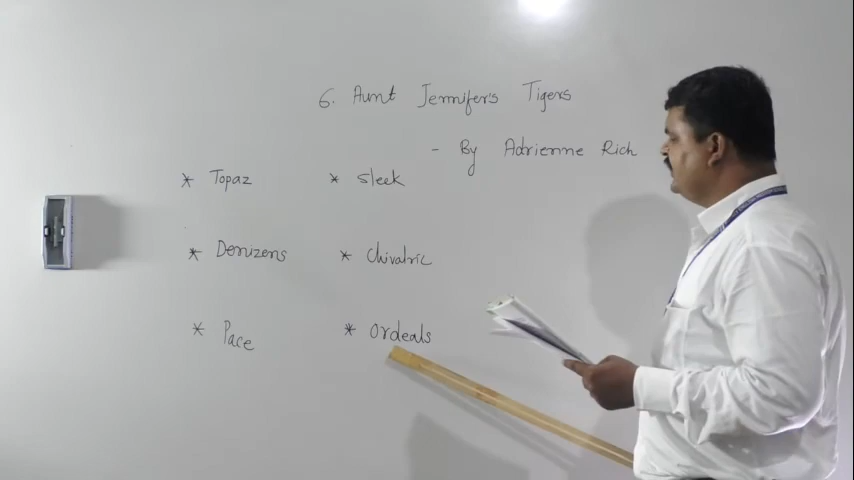 6. Aunt Jennifer's Tigers
- By Adrienne Rich
* Topaz * Sleek
* Denizens * Chivalric
* Pace * Ordeals